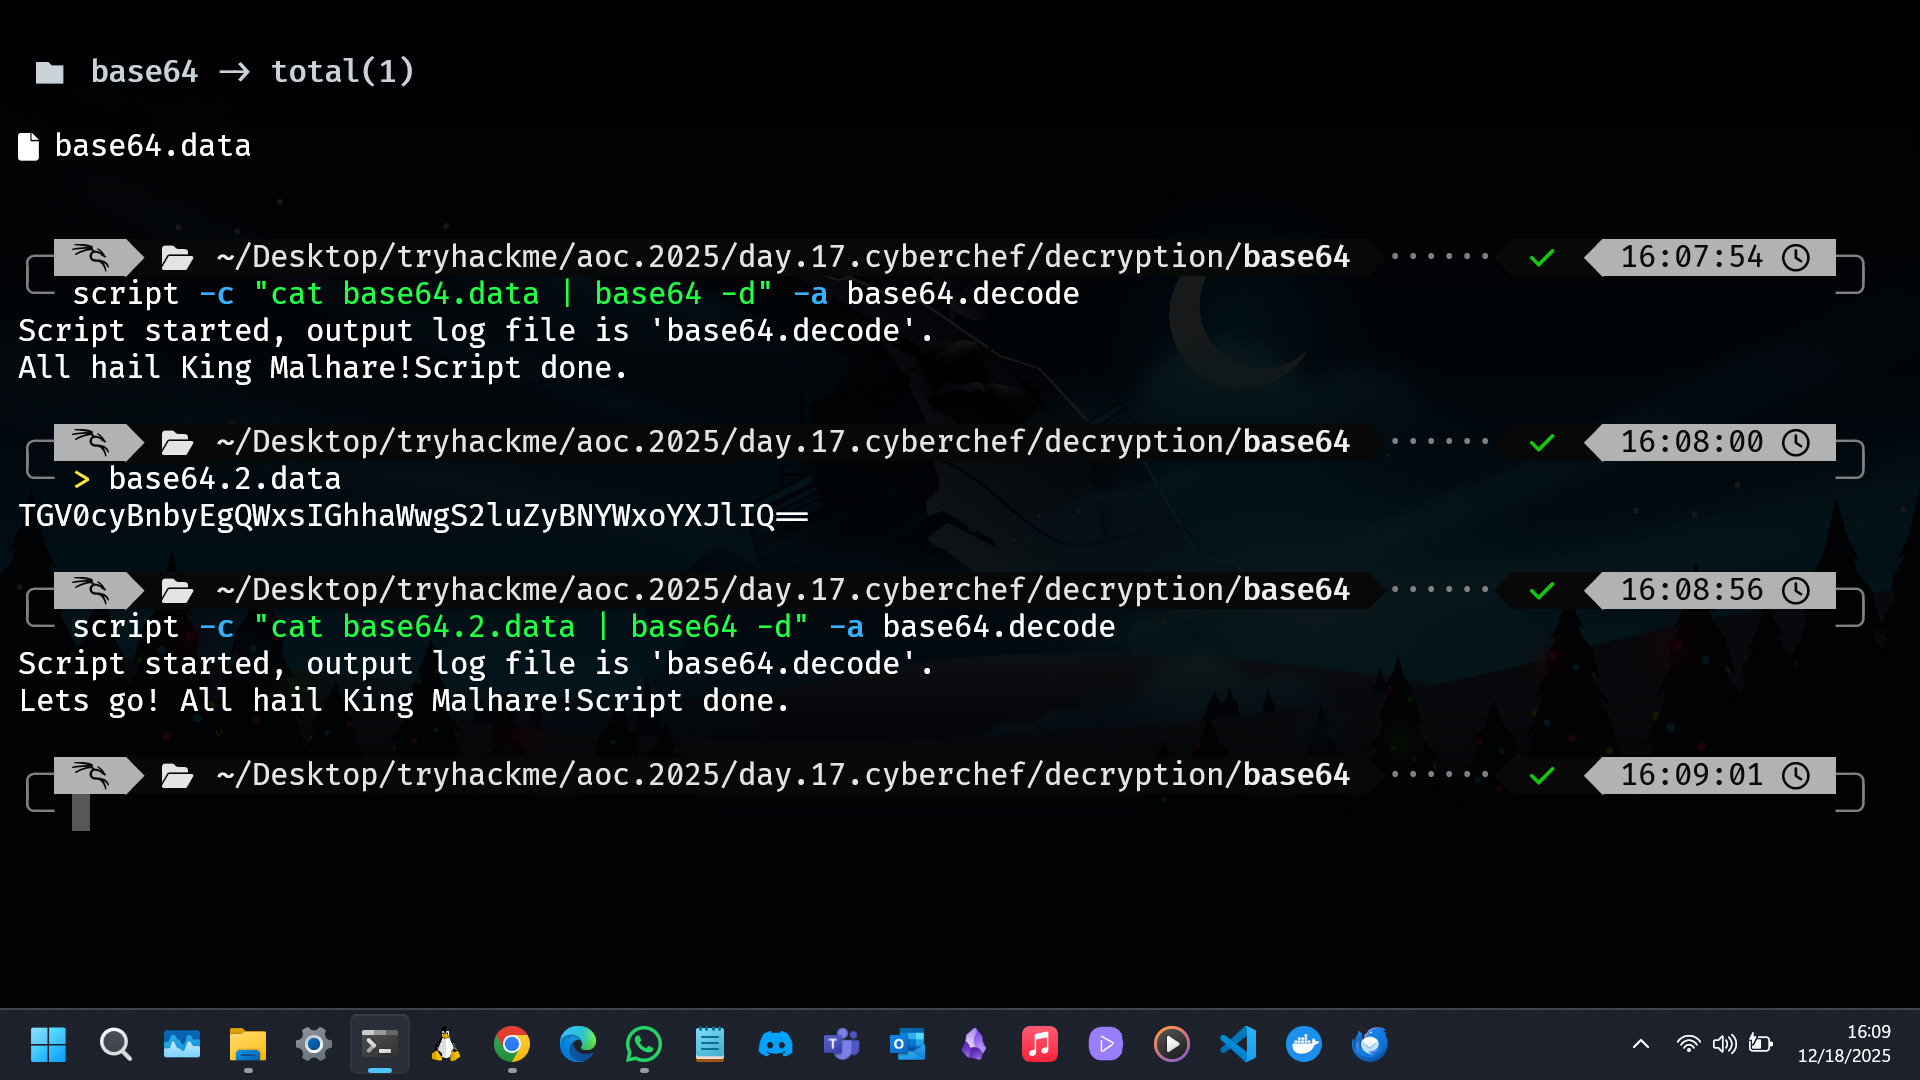 base64 → total(1)
base64.data
~/Desktop/tryhackme/aoc.2025/day.17.cyberchef/decryption/base64 16:07:54
script -c "cat base64.data | base64 -d" -a base64.decode
Script started, output log file is 'base64.decode'.
All hail King Malhare!Script done.
~/Desktop/tryhackme/aoc.2025/day.17.cyberchef/decryption/base64 16:08:00
> base64.2.data
TGV0cyBnbyEgQWxsIGhhaWwgS2luZyBNYWxoYXJlIQ==
~/Desktop/tryhackme/aoc.2025/day.17.cyberchef/decryption/base64 16:08:56
script -c "cat base64.2.data | base64 -d" -a base64.decode
Script started, output log file is 'base64.decode'.
Lets go! All hail King Malhare!Script done.
~/Desktop/tryhackme/aoc.2025/day.17.cyberchef/decryption/base64 16:09:01
16:09
12/18/2025